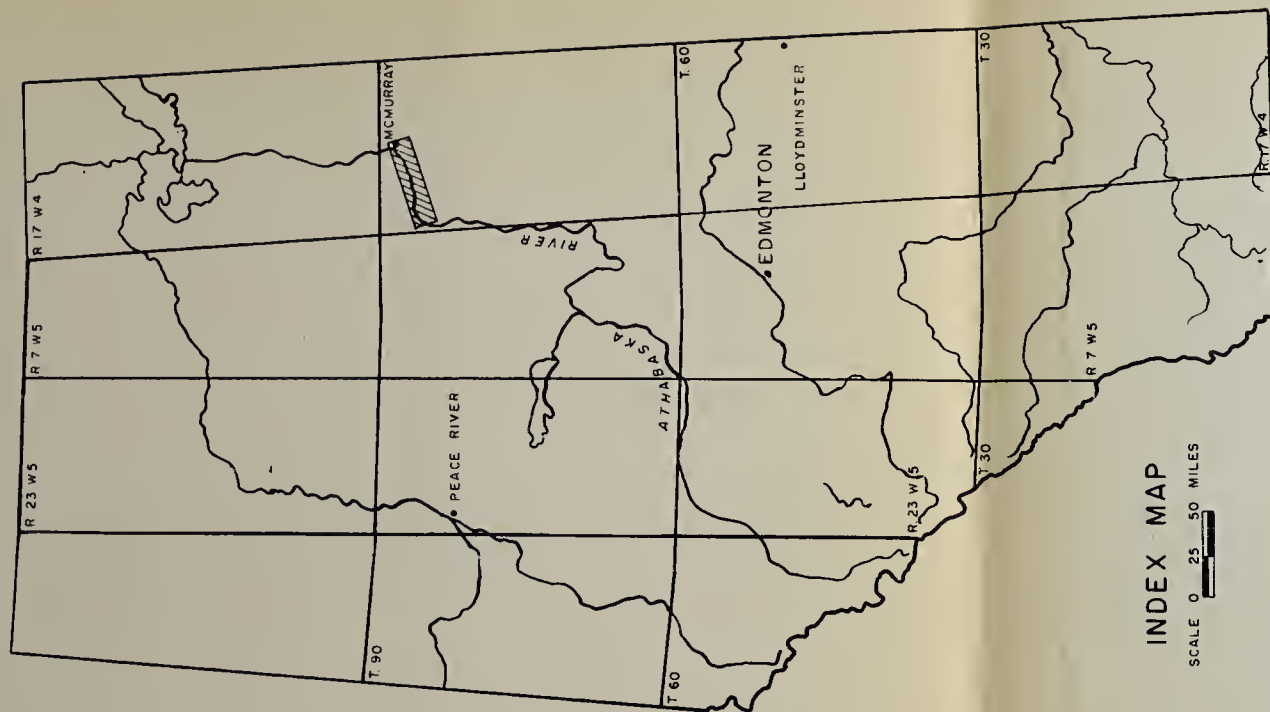 R 23 W 5
R 7 W 5
R 17 W 4
T. 90
MCMURRAY
PEACE RIVER
RIVER
ATHABASKA
T 60
T. 60
EDMONTON
LLOYDMINSTER
R. 23 W. 5
T 30
T 30
R 7 W 5
R. 17 W 4
INDEX MAP
SCALE 0 25 50 MILES